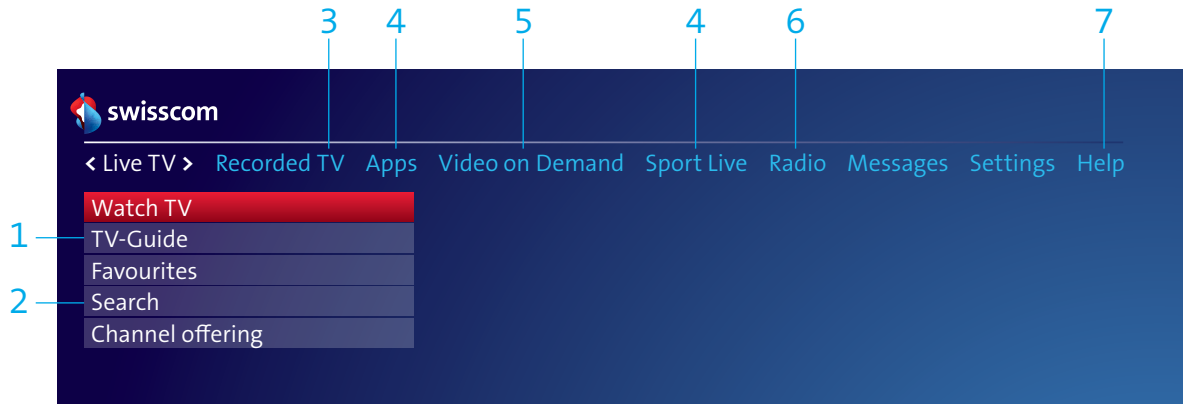 3 4 5 4 6 7
swisscom
< Live TV > Recorded TV Apps Video on Demand Sport Live Radio Messages Settings Help
Watch TV
1 TV-Guide
Favourites
2 Search
Channel offering